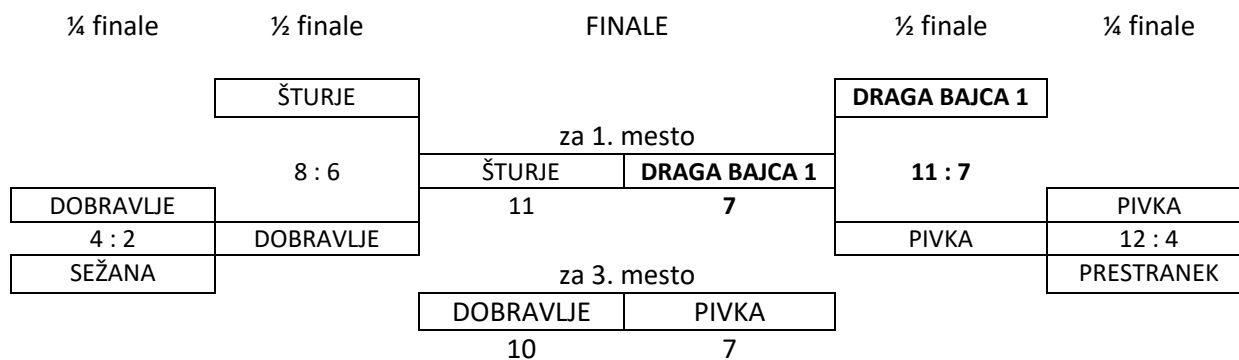 ¼ finale ½ finale FINALE ½ finale ¼ finale
ŠTURJE DRAGA BAJCA 1
za 1. mesto
8 : 6 ŠTURJE DRAGA BAJCA 1 11 : 7
DOBRAVLJE 11 7 PIVKA
4 : 2 DOBRAVLJE PIVKA 12 : 4
SEŽANA za 3. mesto PRESTRANEK
DOBRAVLJE PIVKA
10 7